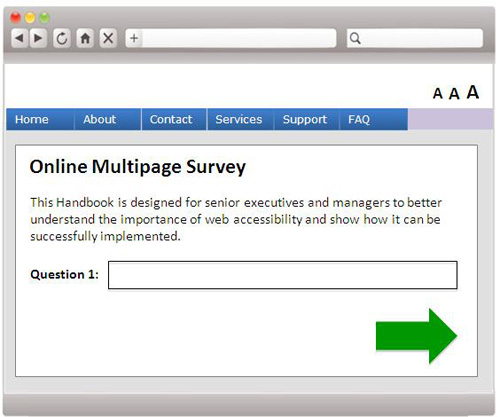 A A A
Home About Contact Services Support FAQ
Online Multipage Survey
This Handbook is designed for senior executives and managers to better
understand the importance of web accessibility and show how it can be
successfully implemented.
Question 1: